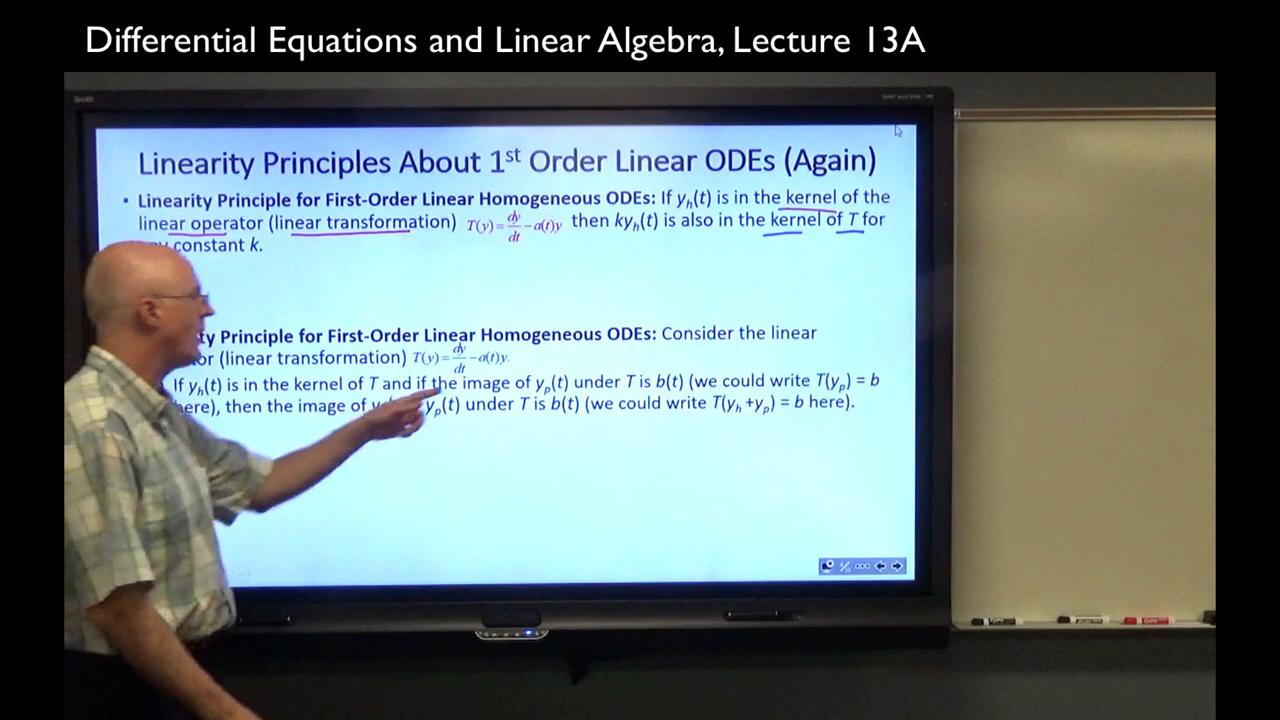 Differential Equations and Linear Algebra, Lecture 13A
Linearity Principles About 1st Order Linear ODEs (Again)
• Linearity Principle for First-Order Linear Homogeneous ODEs: If yh(t) is in the kernel of the
linear operator (linear transformation) T(y) = dy/dt − a(t)y then kyh(t) is also in the kernel of T for
constant k.
ty Principle for First-Order Linear Homogeneous ODEs: Consider the linear
or (linear transformation) T(y) = dy/dt − a(t)y.
If yh(t) is in the kernel of T and if the image of yp(t) under T is b(t) (we could write T(yp) = b
here), then the image of yp(t) under T is b(t) (we could write T(yh +yp) = b here).